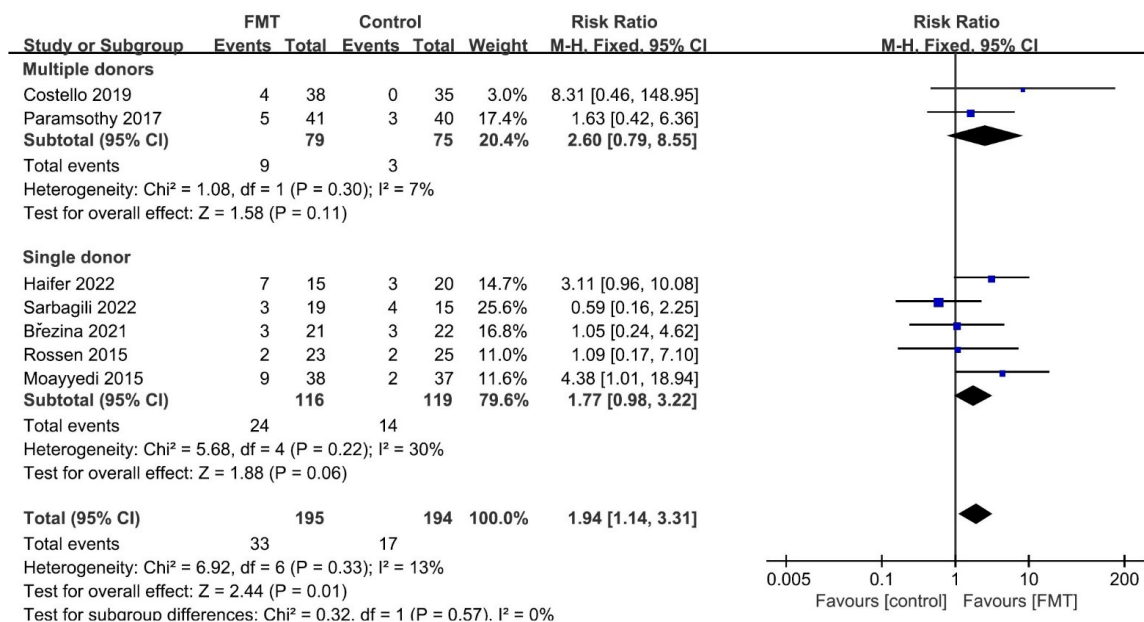 FMT Control Risk Ratio Risk Ratio
Study or Subgroup Events Total Events Total Weight M-H. Fixed. 95% CI M-H. Fixed. 95% CI
Multiple donors
Costello 2019 4 38 0 35 3.0% 8.31 [0.46, 148.95]
Paramsothy 2017 5 41 3 40 17.4% 1.63 [0.42, 6.36]
Subtotal (95% CI) 79 75 20.4% 2.60 [0.79, 8.55]
Total events 9 3
Heterogeneity: Chi² = 1.08, df = 1 (P = 0.30); I² = 7%
Test for overall effect: Z = 1.58 (P = 0.11)
Single donor
Haifer 2022 7 15 3 20 14.7% 3.11 [0.96, 10.08]
Sarbagili 2022 3 19 4 15 25.6% 0.59 [0.16, 2.25]
Březina 2021 3 21 3 22 16.8% 1.05 [0.24, 4.62]
Rossen 2015 2 23 2 25 11.0% 1.09 [0.17, 7.10]
Moayyedi 2015 9 38 2 37 11.6% 4.38 [1.01, 18.94]
Subtotal (95% CI) 116 119 79.6% 1.77 [0.98, 3.22]
Total events 24 14
Heterogeneity: Chi² = 5.68, df = 4 (P = 0.22); I² = 30%
Test for overall effect: Z = 1.88 (P = 0.06)
Total (95% CI) 195 194 100.0% 1.94 [1.14, 3.31]
Total events 33 17
Heterogeneity: Chi² = 6.92, df = 6 (P = 0.33); I² = 13%
Test for overall effect: Z = 2.44 (P = 0.01)
Test for subgroup differences: Chi² = 0.32. df = 1 (P = 0.57). I² = 0%
0.005 0.1 1 10 200
Favours [control] Favours [FMT]